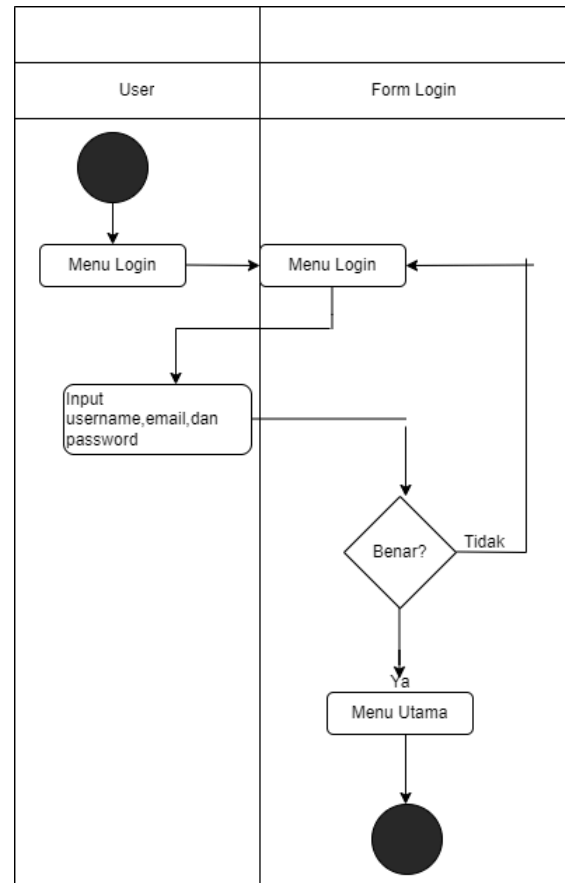 User
Form Login
Menu Login
Menu Login
Input
username,email,dan
password
Benar?
Tidak
Ya
Menu Utama